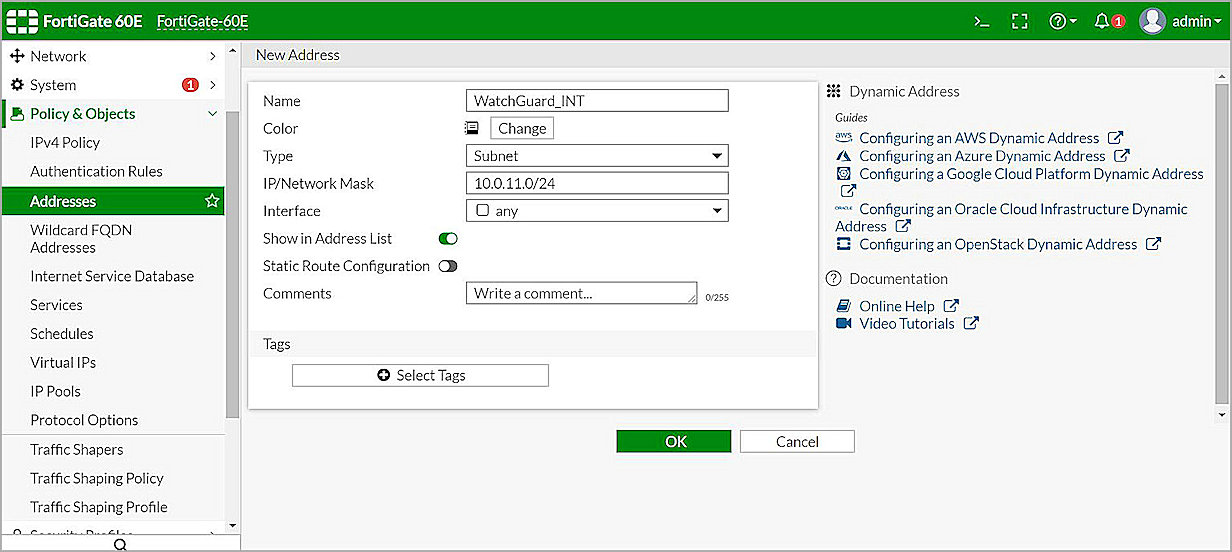 FortiGate 60E FortiGate-60E >_ 1 admin
Network
System 1
Policy & Objects
IPv4 Policy
Authentication Rules
Addresses
Wildcard FQDN
Addresses
Internet Service Database
Services
Schedules
Virtual IPs
IP Pools
Protocol Options
Traffic Shapers
Traffic Shaping Policy
Traffic Shaping Profile
Security Profiles
New Address
Name WatchGuard_INT
Color Change
Type Subnet
IP/Network Mask 10.0.11.0/24
Interface any
Show in Address List
Static Route Configuration
Comments Write a comment... 0/255
Tags
Select Tags
OK Cancel
Dynamic Address
Guides
aws Configuring an AWS Dynamic Address
Configuring an Azure Dynamic Address
Configuring a Google Cloud Platform Dynamic Address
ORACLE Configuring an Oracle Cloud Infrastructure Dynamic
Address
Configuring an OpenStack Dynamic Address
Documentation
Online Help
Video Tutorials